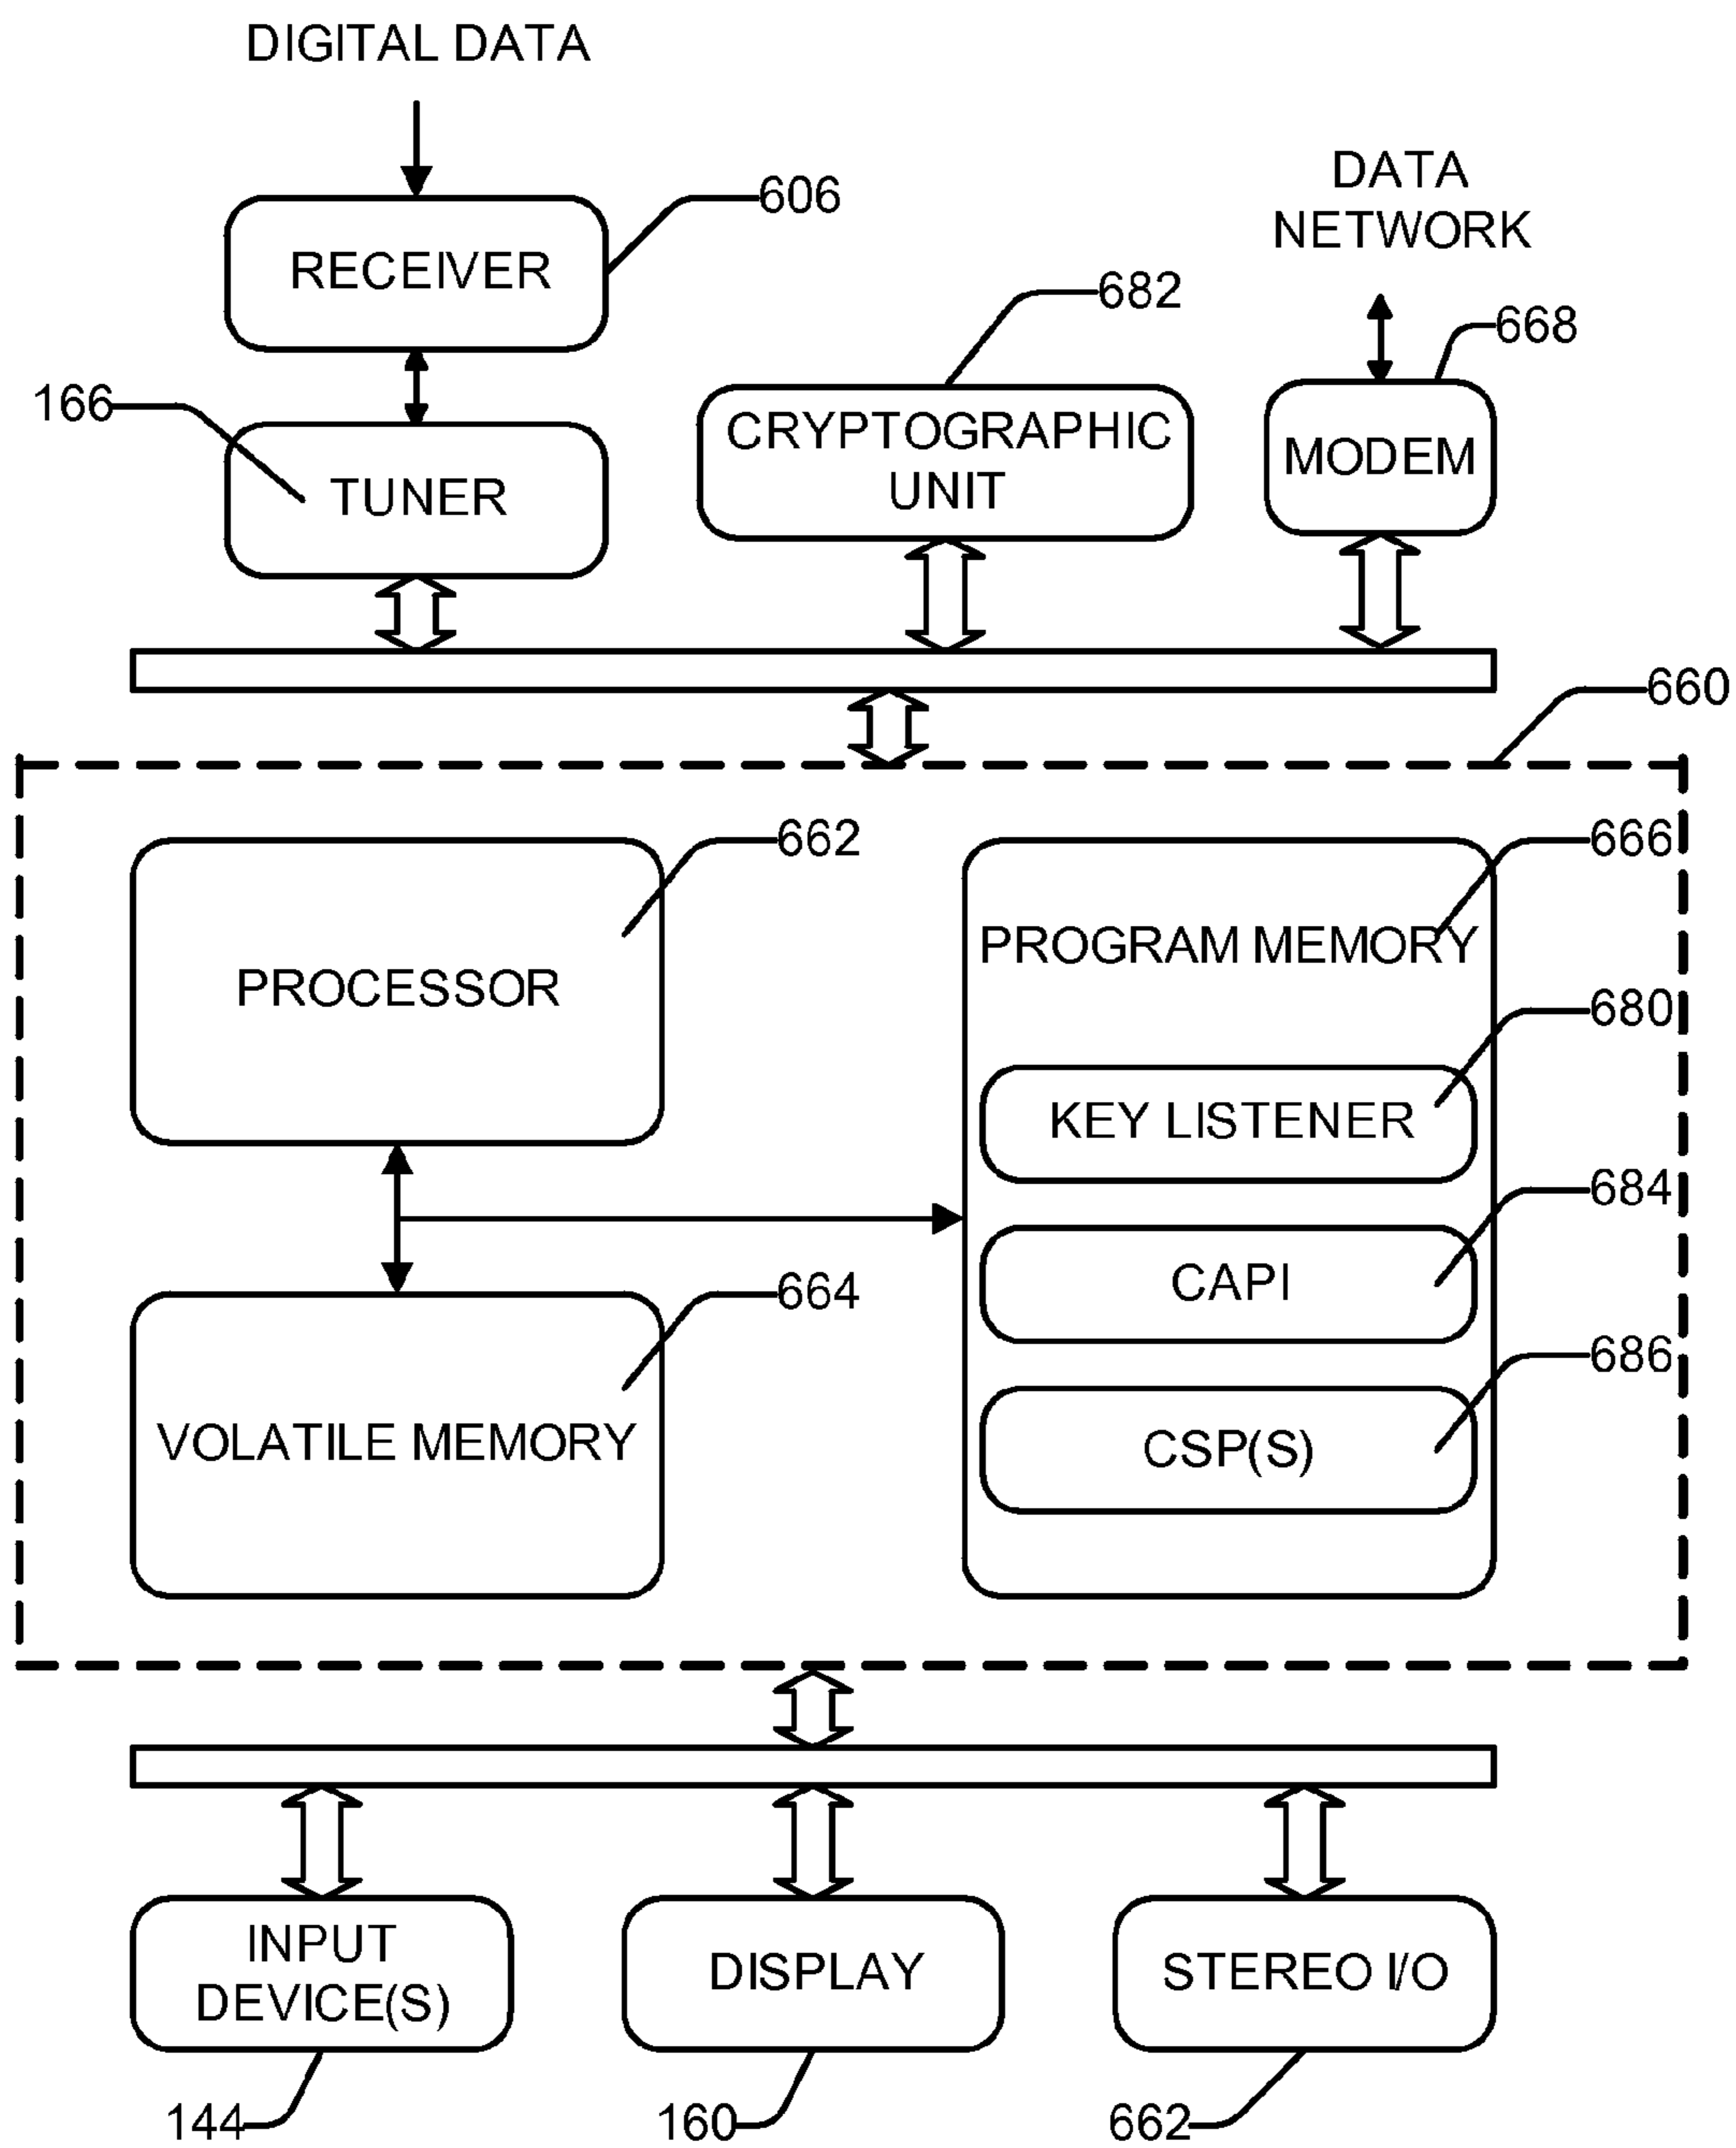 DIGITAL DATA
606
RECEIVER
DATA
NETWORK
682
668
166
TUNER
CRYPTOGRAPHIC
UNIT
MODEM
660
662
PROCESSOR
666
PROGRAM MEMORY
680
KEY LISTENER
684
CAPI
664
VOLATILE MEMORY
686
CSP(S)
INPUT
DEVICE(S)
DISPLAY
STEREO I/O
144
160
662